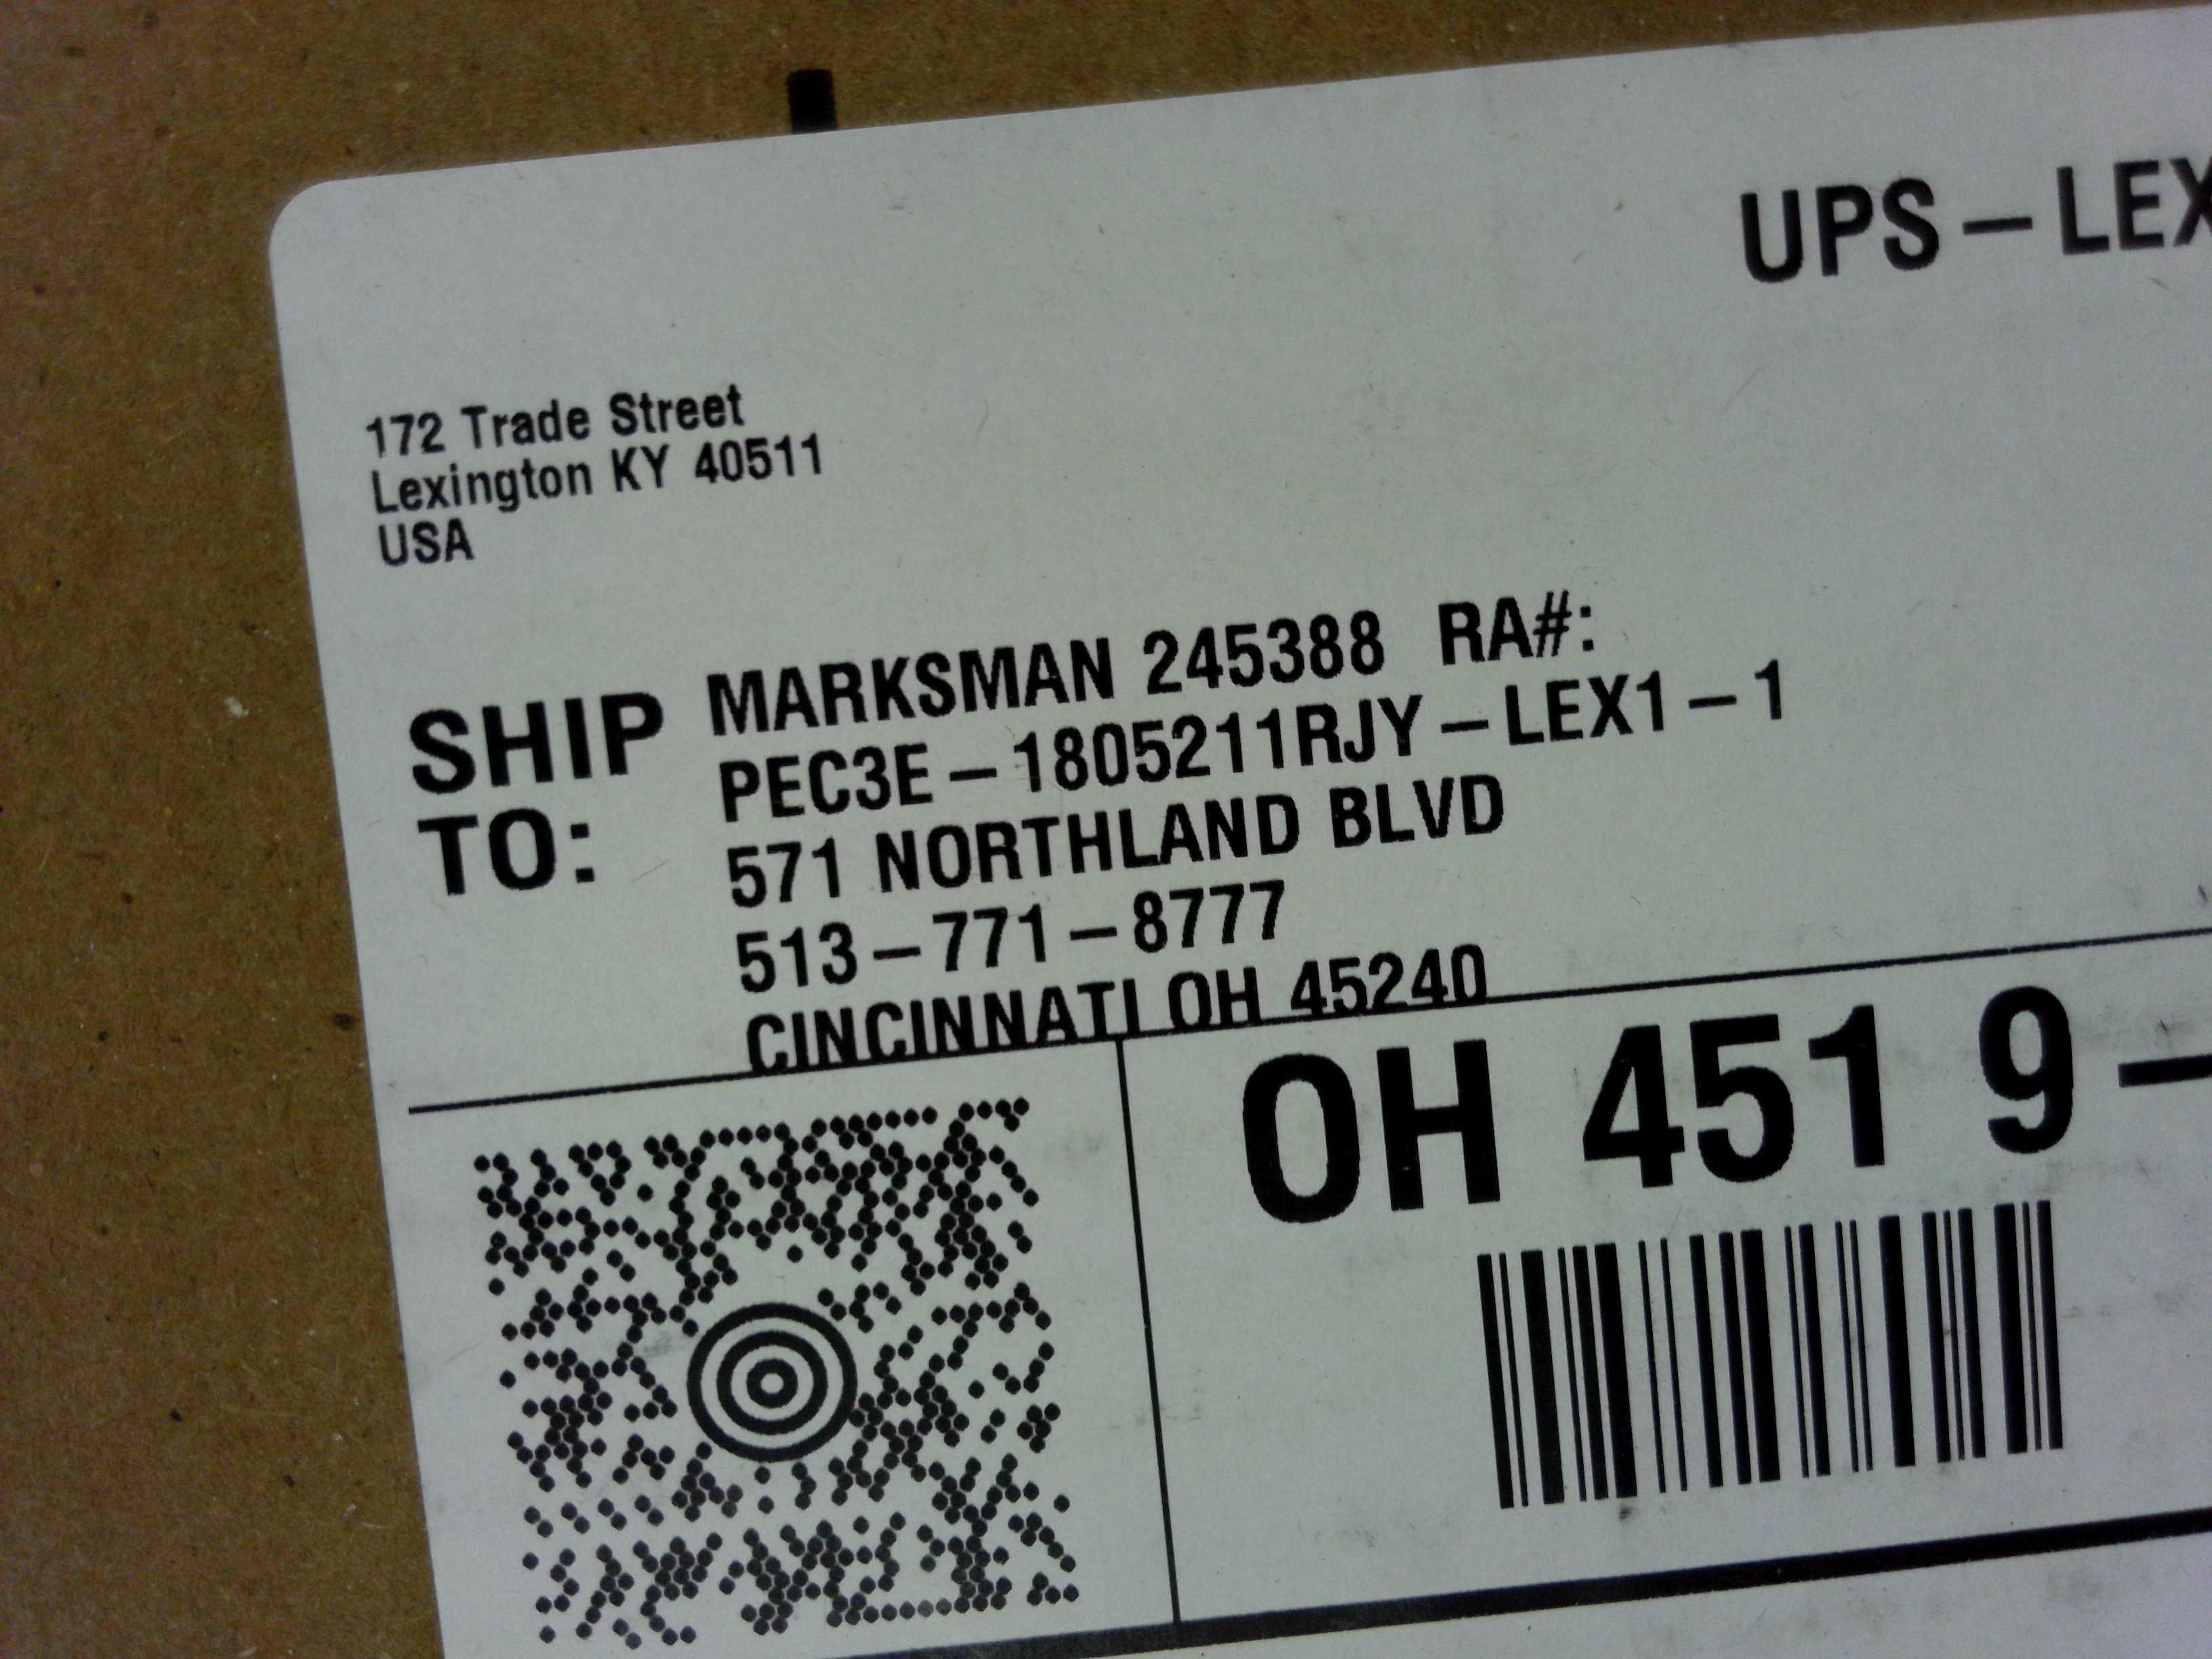 UPS – LEX
172 Trade Street
Lexington KY 40511
USA
SHIP TO:
MARKSMAN 245388 RA#:
PEC3E – 1805211RJY – LEX1 – 1
571 NORTHLAND BLVD
513 – 771 – 8777
CINCINNATI OH 45240
OH 451 9 –